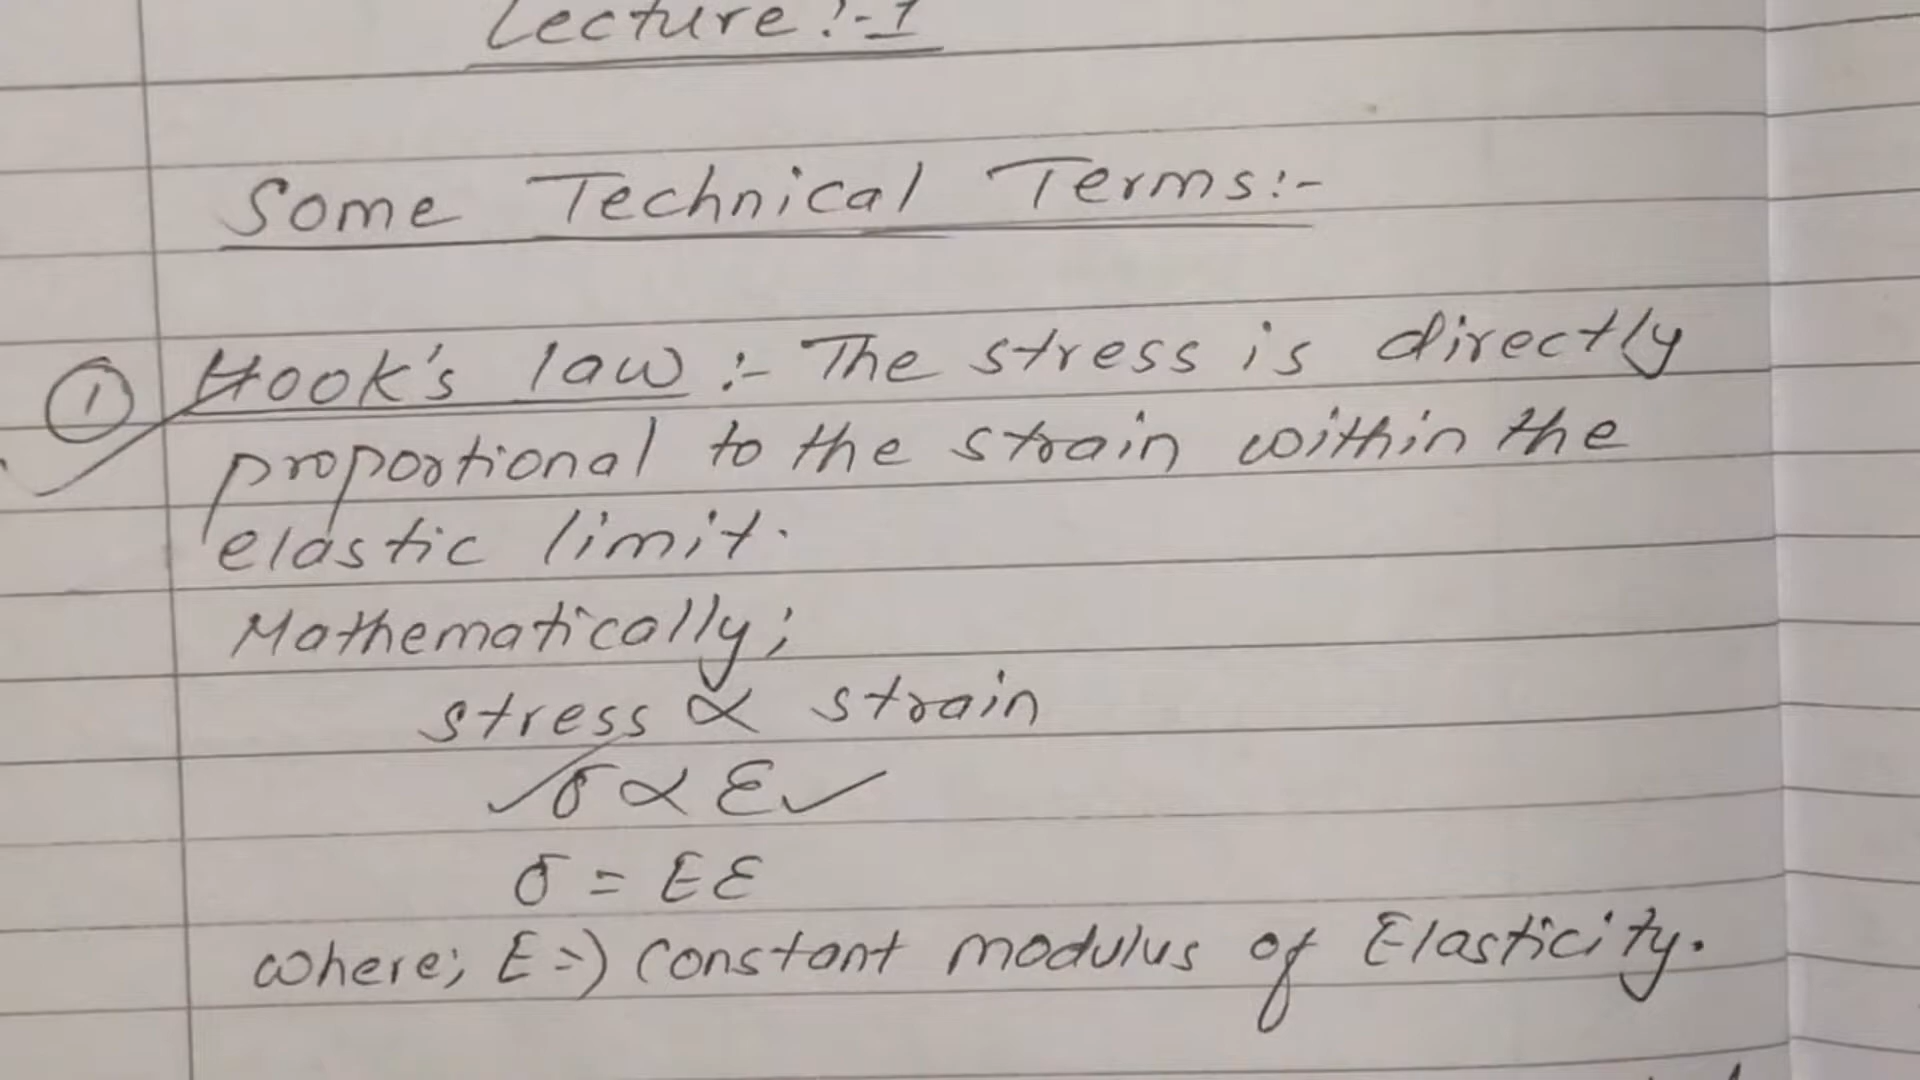 Lecture:-1
Some Technical Terms:-
① Hook's law :- The stress is directly
proportional to the strain within the
elastic limit.
Mathematically;
stress ∝ strain
σ ∝ ε
σ = Eε
where; E => constant modulus of Elasticity.